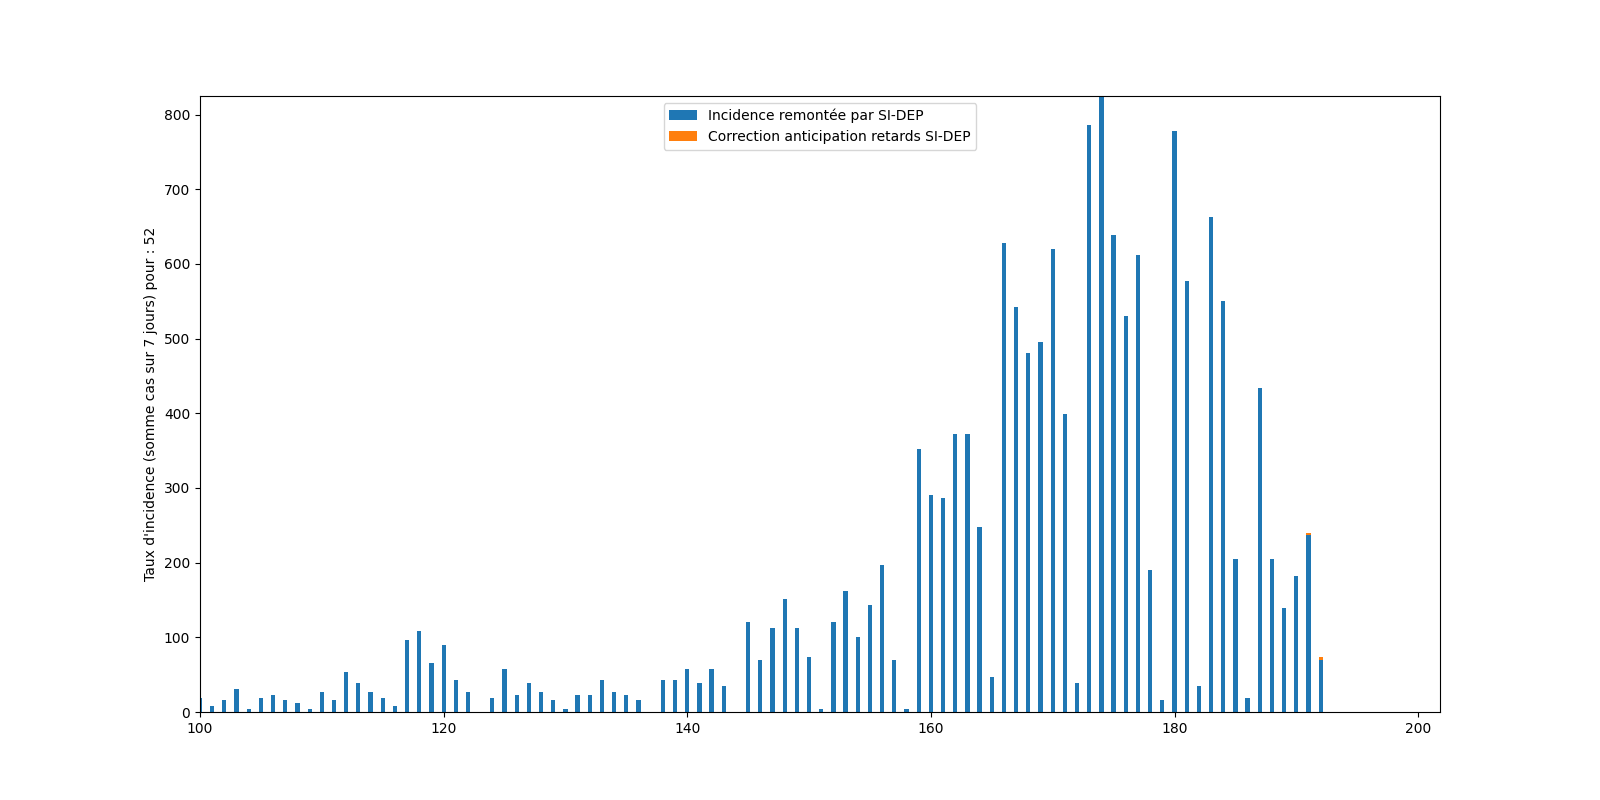 Incidence remontée par SI-DEP
Correction anticipation retards SI-DEP
Taux d'incidence (somme cas sur 7 jours) pour : 52
800
700
600
500
400
300
200
100
0
100 120 140 160 180 200